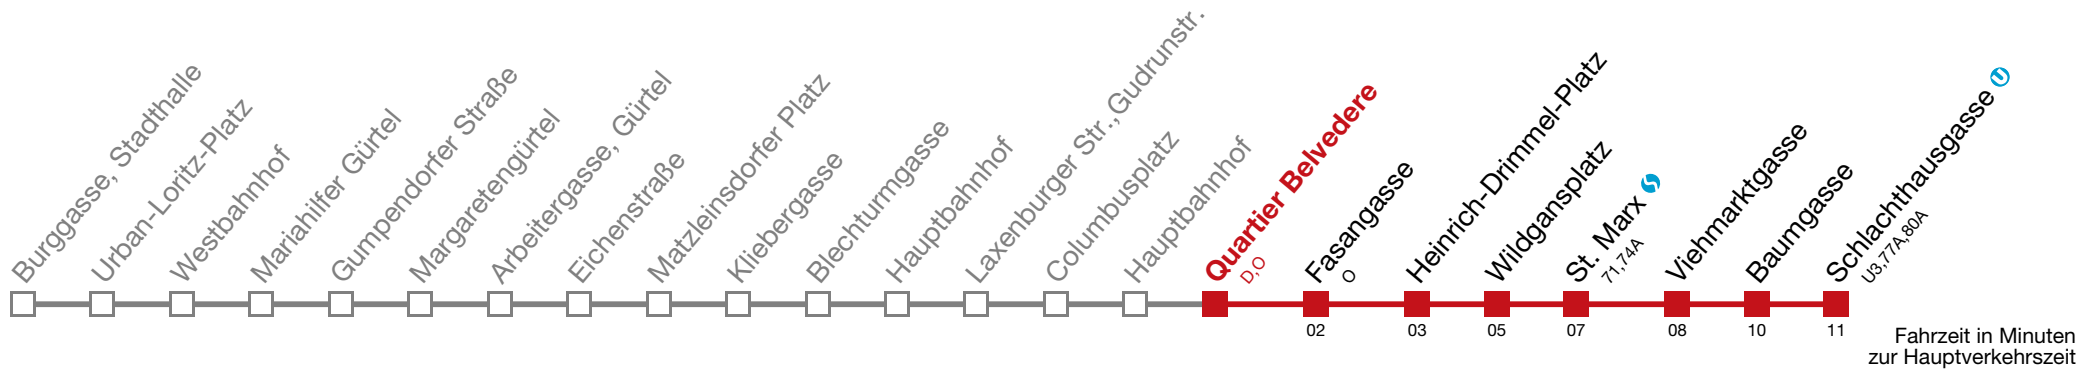 Burggasse, Stadthalle
Urban-Loritz-Platz
Westbahnhof
Mariahilfer Gürtel
Gumpendorfer Straße
Margaretengürtel
Arbeitergasse, Gürtel
Eichenstraße
Matzleinsdorfer Platz
Kliebergasse
Blechturmgasse
Hauptbahnhof
Laxenburger Str.,Gudrunstr.
Columbusplatz
Hauptbahnhof
Quartier Belvedere
D,O
Fasangasse
O
02
Heinrich-Drimmel-Platz
03
Wildgansplatz
05
St. Marx S
71,74A
07
Viehmarktgasse
08
Baumgasse
10
Schlachthausgasse U
U3,77A,80A
11
Fahrzeit in Minuten
zur Hauptverkehrszeit